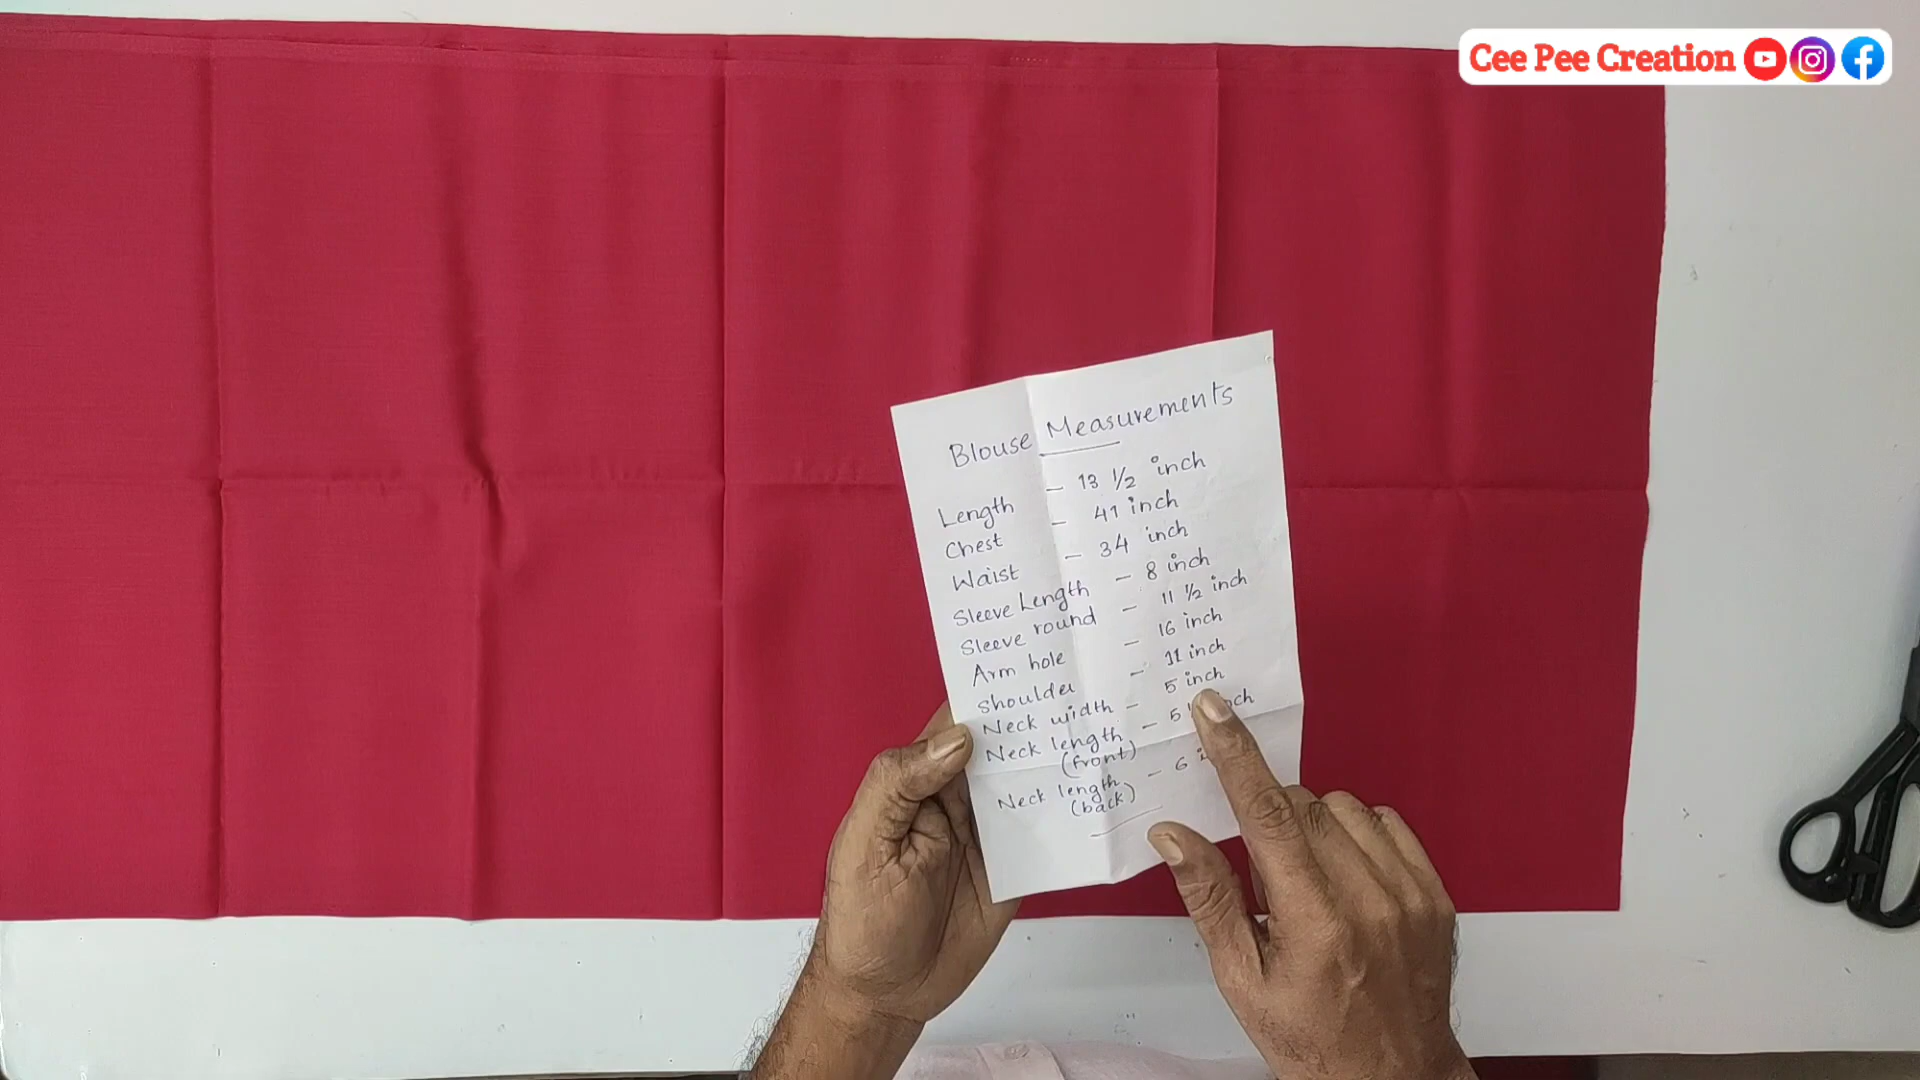 Cee Pee Creation
Blouse Measurements
Length - 13 1/2 inch
Chest - 41 inch
Waist - 34 inch
Sleeve Length - 8 inch
Sleeve round - 11 1/2 inch
Arm hole - 16 inch
Shoulder - 11 inch
Neck width - 5 inch
Neck length - 5
(front)
Neck length - 6
(back)